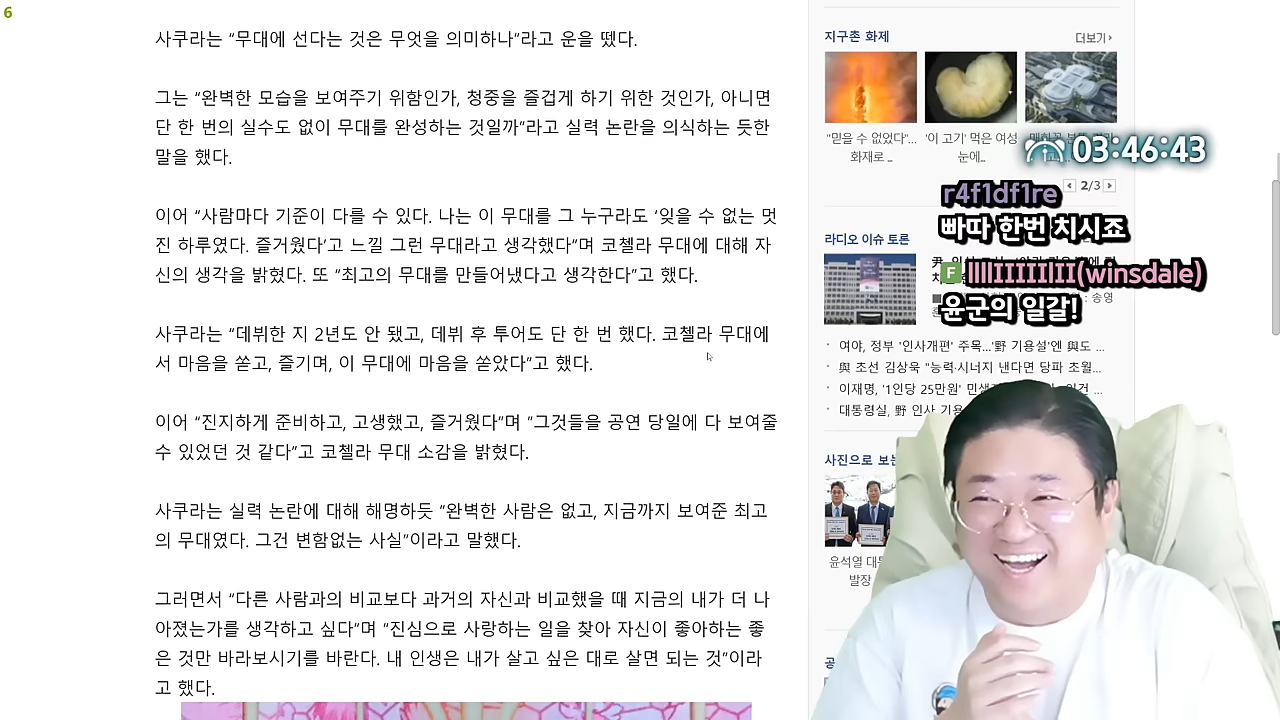 6
사쿠라는 “무대에 선다는 것은 무엇을 의미하나”라고 운을 뗐다.
그는 “완벽한 모습을 보여주기 위함인가, 청중을 즐겁게 하기 위한 것인가, 아니면
단 한 번의 실수도 없이 무대를 완성하는 것일까”라고 실력 논란을 의식하는 듯한
말을 했다.
이어 “사람마다 기준이 다를 수 있다. 나는 이 무대를 그 누구라도 ‘잊을 수 없는 멋
진 하루였다. 즐거웠다’고 느낄 그런 무대라고 생각했다”며 코첼라 무대에 대해 자
신의 생각을 밝혔다. 또 “최고의 무대를 만들어냈다고 생각한다”고 했다.
사쿠라는 “데뷔한 지 2년도 안 됐고, 데뷔 후 투어도 단 한 번 했다. 코첼라 무대에
서 마음을 쏟고, 즐기며, 이 무대에 마음을 쏟았다”고 했다.
이어 “진지하게 준비하고, 고생했고, 즐거웠다”며 “그것들을 공연 당일에 다 보여줄
수 있었던 것 같다”고 코첼라 무대 소감을 밝혔다.
사쿠라는 실력 논란에 대해 해명하듯 “완벽한 사람은 없고, 지금까지 보여준 최고
의 무대였다. 그건 변함없는 사실”이라고 말했다.
그러면서 “다른 사람과의 비교보다 과거의 자신과 비교했을 때 지금의 내가 더 나
아졌는가를 생각하고 싶다”며 “진심으로 사랑하는 일을 찾아 자신이 좋아하는 좋
은 것만 바라보시기를 바란다. 내 인생은 내가 살고 싶은 대로 살면 되는 것”이라
고 했다.
지구촌 화제
더보기
"믿을 수 없었다"...
화재로 ..
'이 고기' 먹은 여성
눈에..
03:46:43
2/3
r4f1df1re
빠따 한번 치시죠
라디오 이슈 토론
F llllIIIIIlII(winsdale)
윤군의 일갈!
: 송영
여야, 정부 '인사개편' 주목...'野 기용설'엔 與도 ...
與 초선 김상욱 "능력·시너지 낸다면 당파 초월...
이재명, '1인당 25만원' 민생
대통령실, 野 인사 기용
사진으로 보는
윤석열 대통
발장